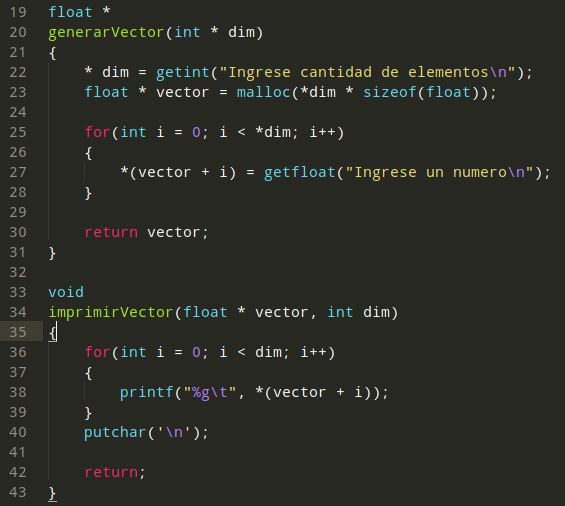 19 float *
20 generarVector(int * dim)
21 {
22     * dim = getint("Ingrese cantidad de elementos\n");
23     float * vector = malloc(*dim * sizeof(float));
24
25     for(int i = 0; i < *dim; i++)
26     {
27         *(vector + i) = getfloat("Ingrese un numero\n");
28     }
29
30     return vector;
31 }
32
33 void
34 imprimirVector(float * vector, int dim)
35 {
36     for(int i = 0; i < dim; i++)
37     {
38         printf("%g\t", *(vector + i));
39     }
40     putchar('\n');
41
42     return;
43 }